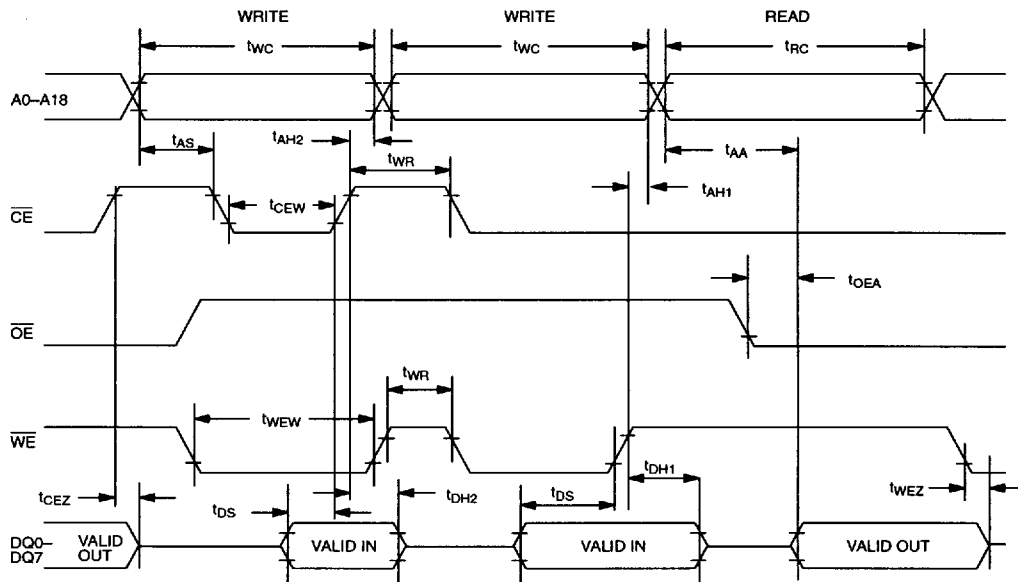 WRITE WRITE READ
tWC tWC tRC
A0–A18
tAS tAH2 tWR tAA
tAH1
CE tCEW
tOEA
OE
tWR
WE tWEW
tCEZ tDS tDH2 tDS tDH1 tWEZ
DQ0– DQ7 VALID OUT VALID IN VALID IN VALID OUT